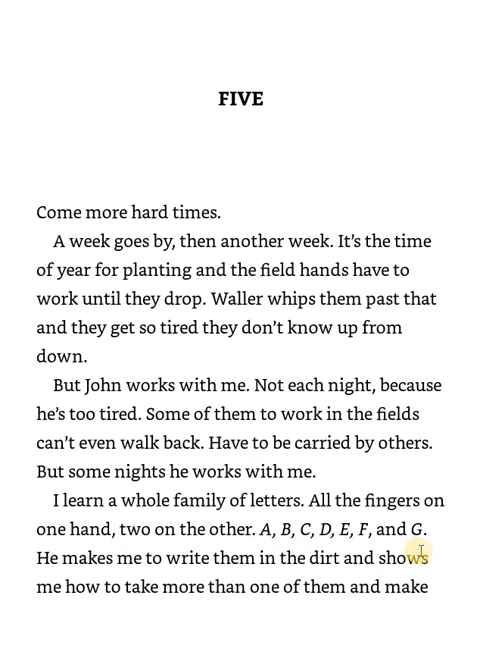 FIVE
Come more hard times.
A week goes by, then another week. It’s the time
of year for planting and the field hands have to
work until they drop. Waller whips them past that
and they get so tired they don’t know up from
down.
But John works with me. Not each night, because
he’s too tired. Some of them to work in the fields
can’t even walk back. Have to be carried by others.
But some nights he works with me.
I learn a whole family of letters. All the fingers on
one hand, two on the other. A, B, C, D, E, F, and G.
He makes me to write them in the dirt and shows
me how to take more than one of them and make